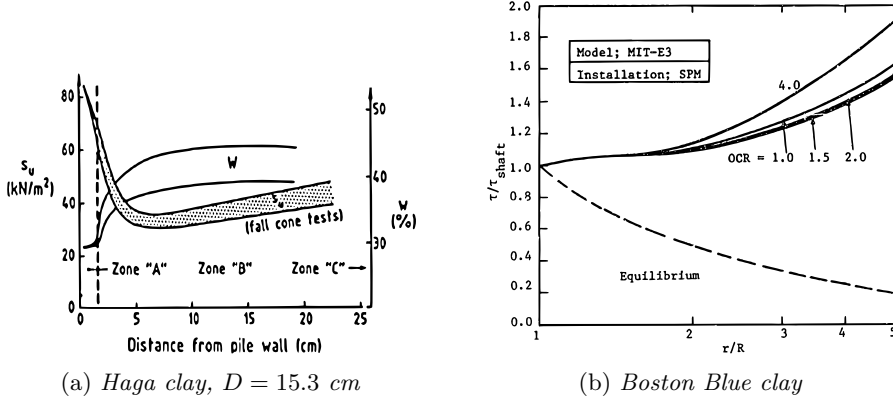 80
60
40
20
0
s_u
(kN/m²)
50
40
30
W
(%)
W
s_u
(fall cone tests)
Zone "A"
Zone "B"
Zone "C"
0 5 10 15 20 25
Distance from pile wall (cm)
(a) Haga clay, D = 15.3 cm
2.0
1.8
1.6
1.4
1.2
1.0
0.8
0.6
0.4
0.2
0.0
τ/τshaft
Model; MIT-E3
Installation; SPM
4.0
OCR = 1.0 1.5 2.0
Equilibrium
1 2 3 4 5
r/R
(b) Boston Blue clay